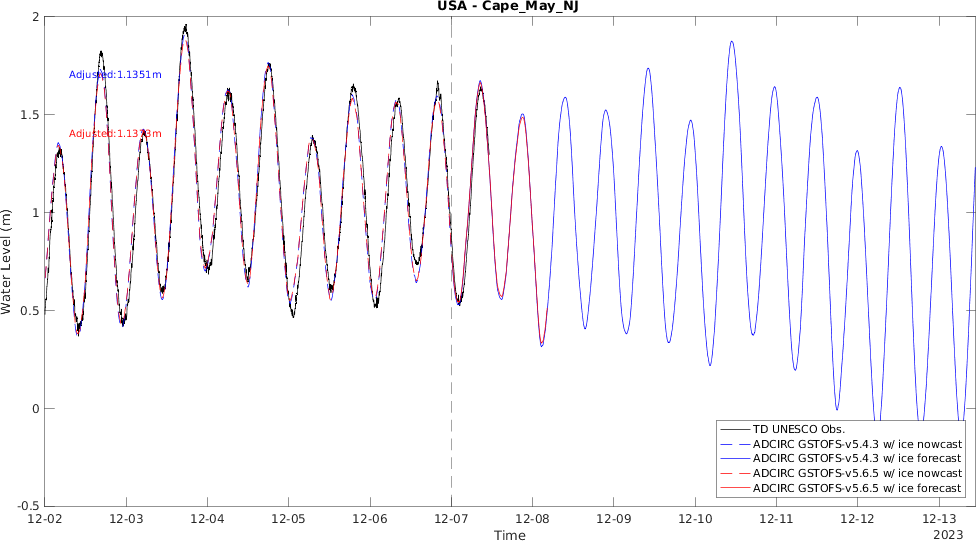 USA - Cape_May_NJ
2
Adjusted:1.1351m
1.5
Adjusted:1.1373m
1
Water Level (m)
0.5
0
-0.5
TD UNESCO Obs.
ADCIRC GSTOFS-v5.4.3 w/ ice nowcast
ADCIRC GSTOFS-v5.4.3 w/ ice forecast
ADCIRC GSTOFS-v5.6.5 w/ ice nowcast
ADCIRC GSTOFS-v5.6.5 w/ ice forecast
12-02 12-03 12-04 12-05 12-06 12-07 12-08 12-09 12-10 12-11 12-12 12-13
Time
2023